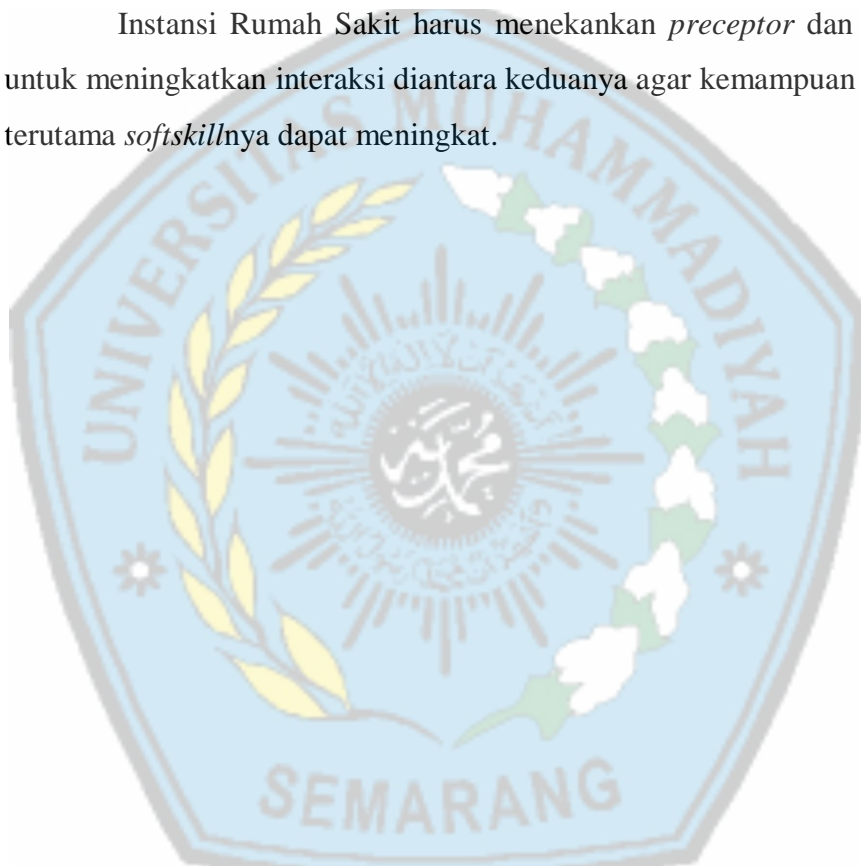 Instansi Rumah Sakit harus menekankan preceptor dan
untuk meningkatkan interaksi diantara keduanya agar kemampuan
terutama softskillnya dapat meningkat.
UNIVERSITAS MUHAMMADIYAH
SEMARANG